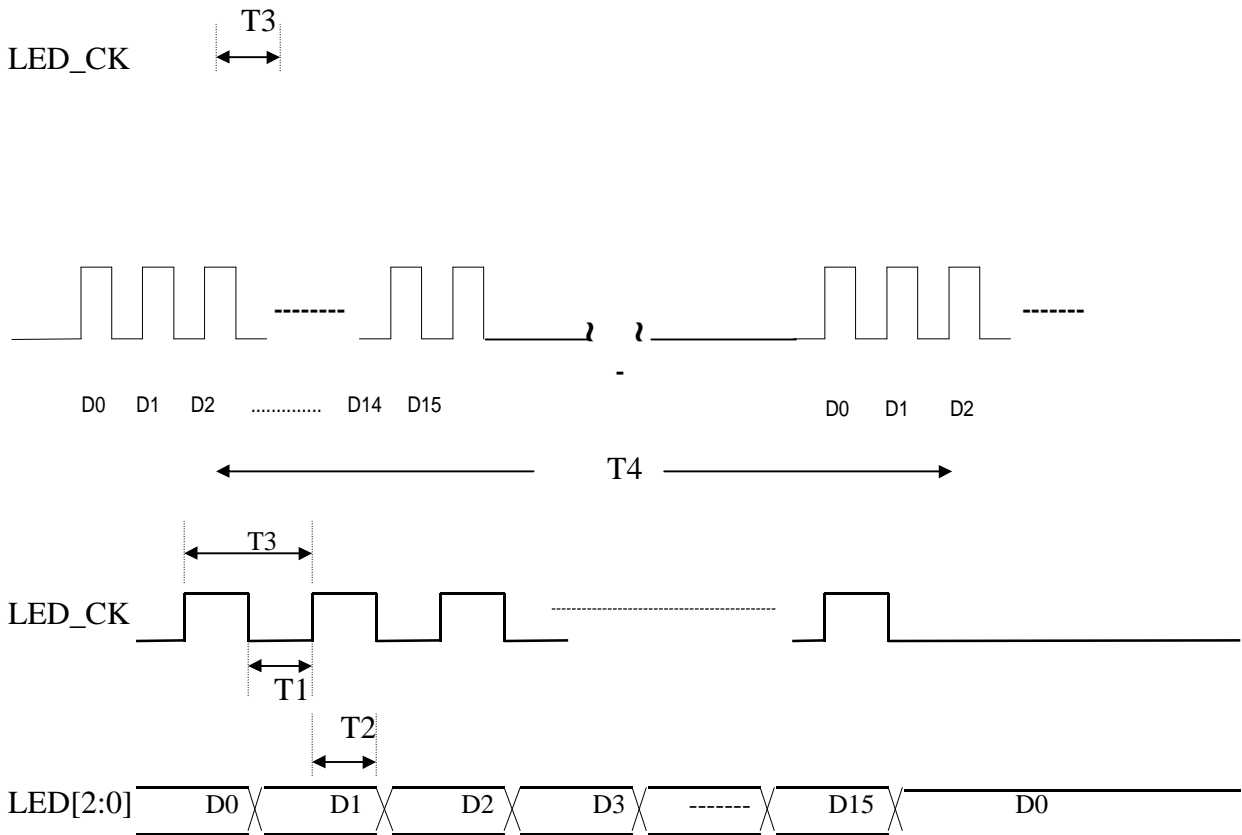 T3
LED_CK
-------
-------
D0 D1 D2 .............. D14 D15
D0 D1 D2
T4
T3
LED_CK
T1
T2
LED[2:0] D0 D1 D2 D3 ------- D15 D0